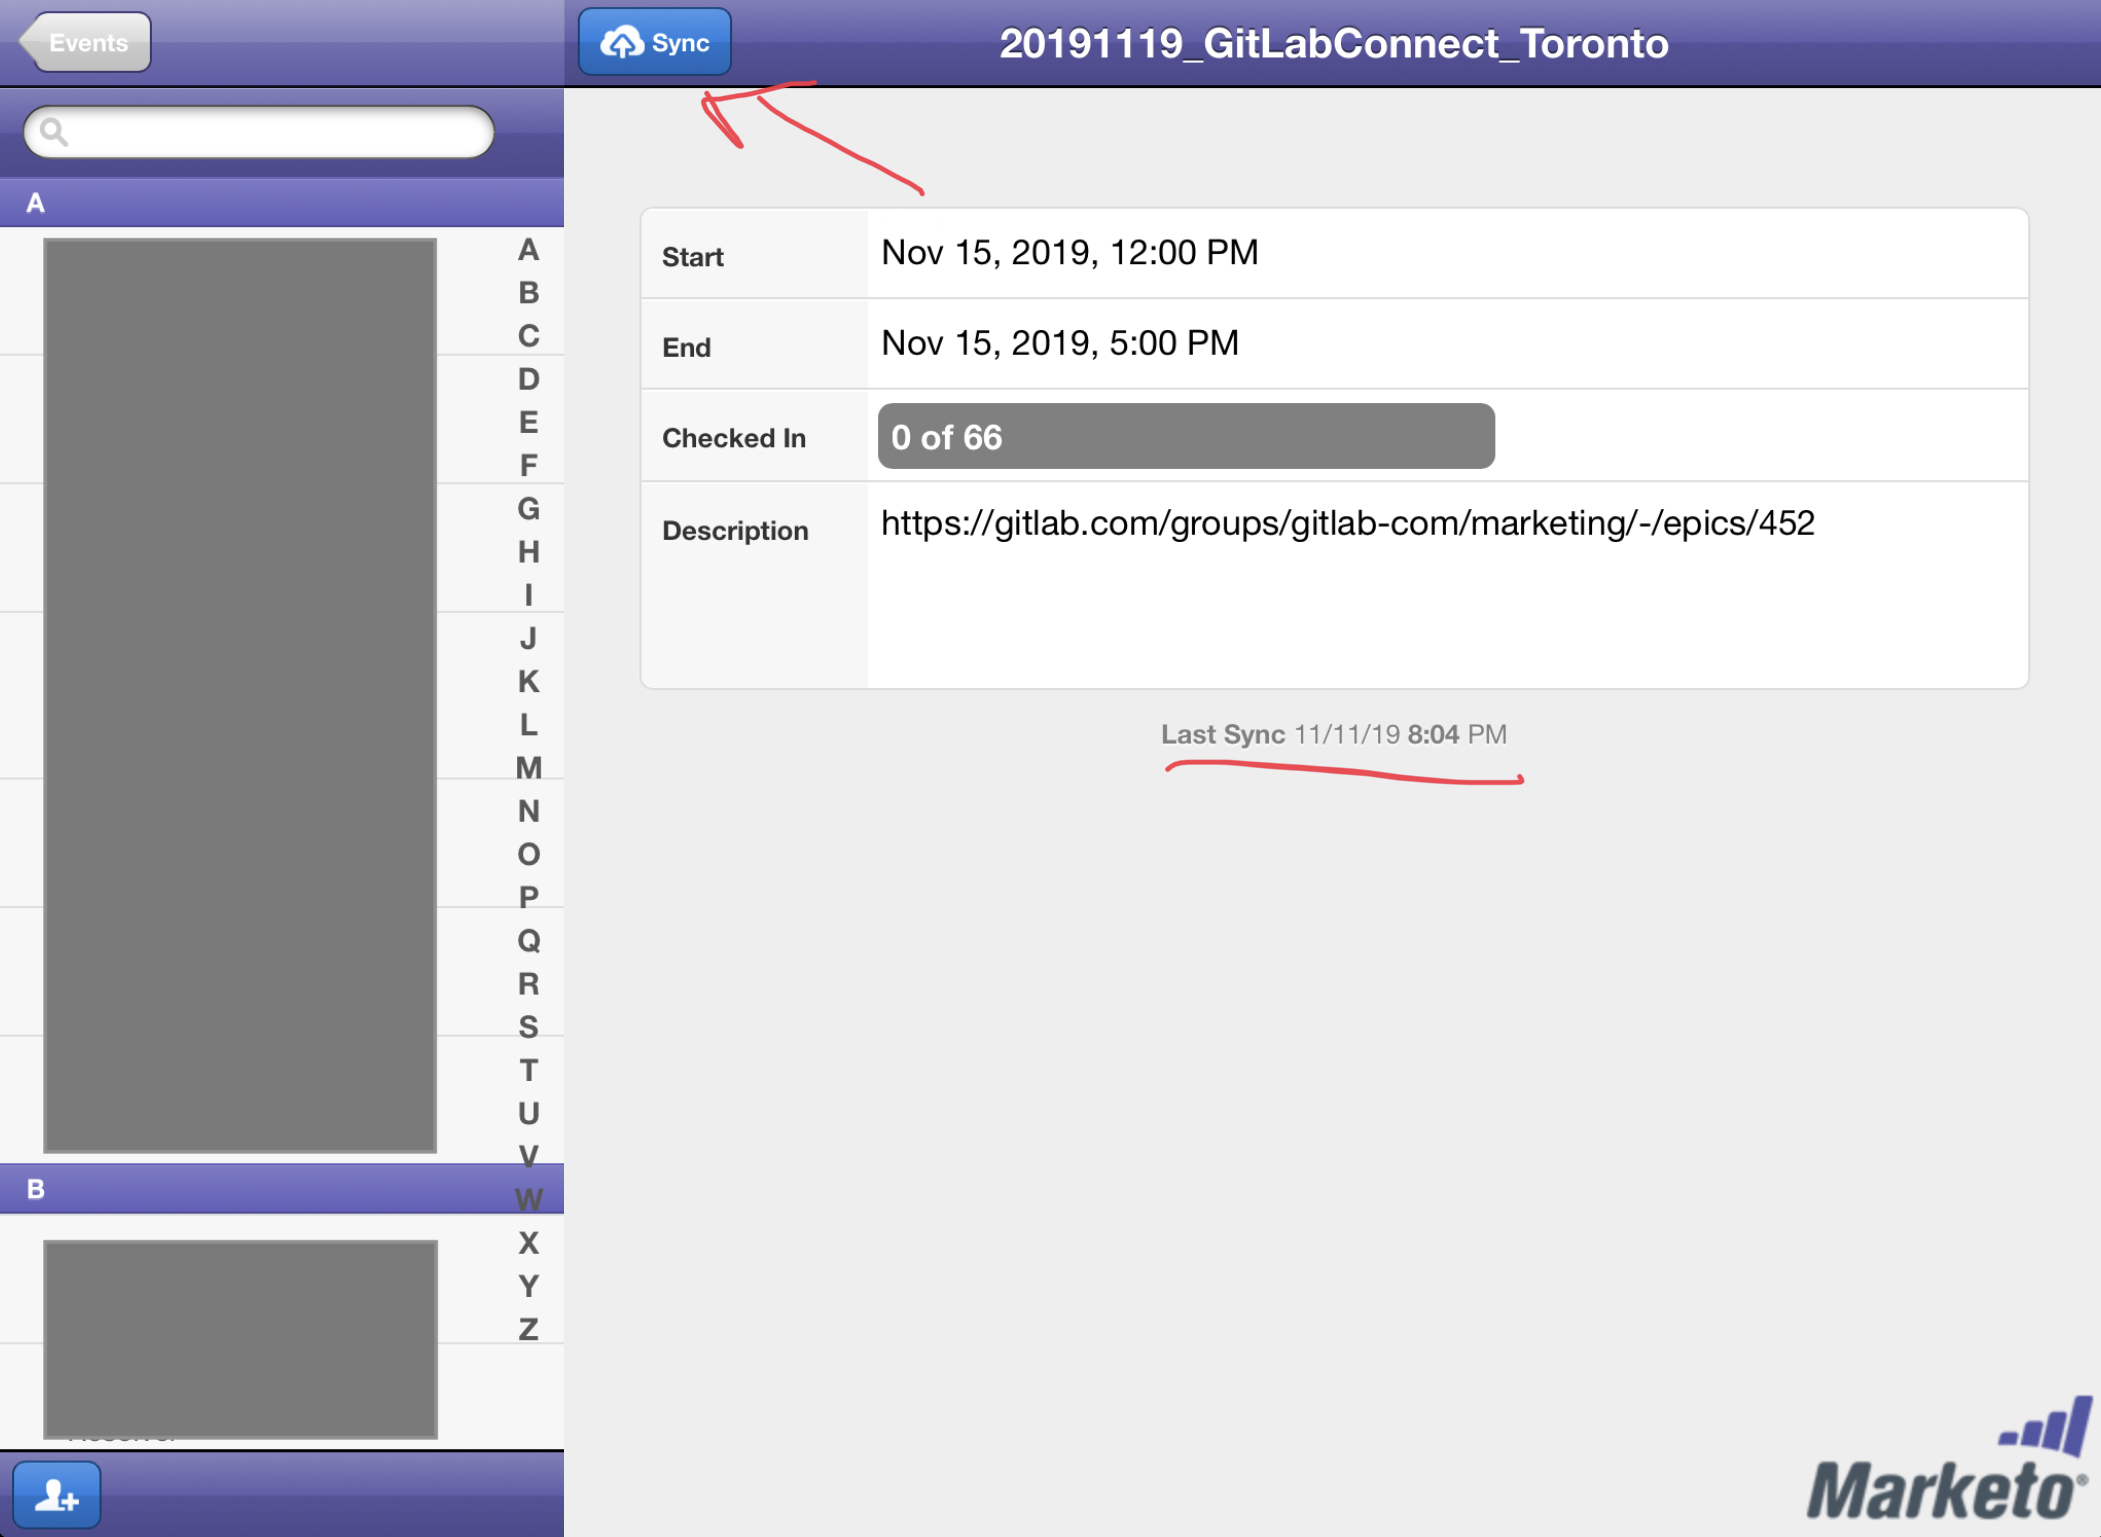 Events
Sync
20191119_GitLabConnect_Toronto
A
A
B
C
D
E
F
G
H
I
J
K
L
M
N
O
P
Q
R
S
T
U
V
W
X
Y
Z
B
Start
Nov 15, 2019, 12:00 PM
End
Nov 15, 2019, 5:00 PM
Checked In
0 of 66
Description
https://gitlab.com/groups/gitlab-com/marketing/-/epics/452
Last Sync 11/11/19 8:04 PM
Marketo®